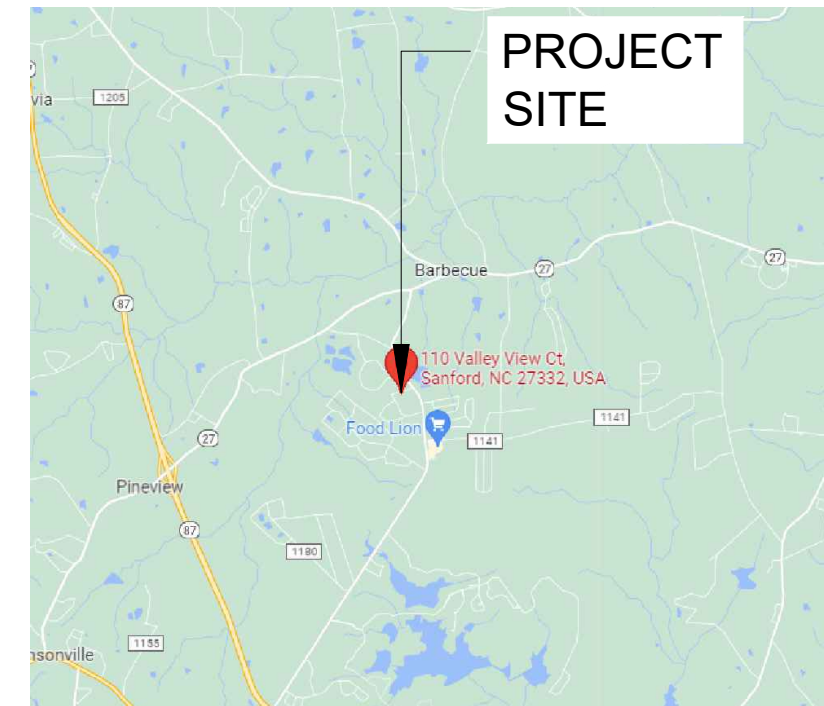 PROJECT
SITE
27
via
1205
Barbecue
27
27
87
110 Valley View Ct,
Sanford, NC 27332, USA
Food Lion
1141
1141
27
Pineview
87
1180
1155
nsonville